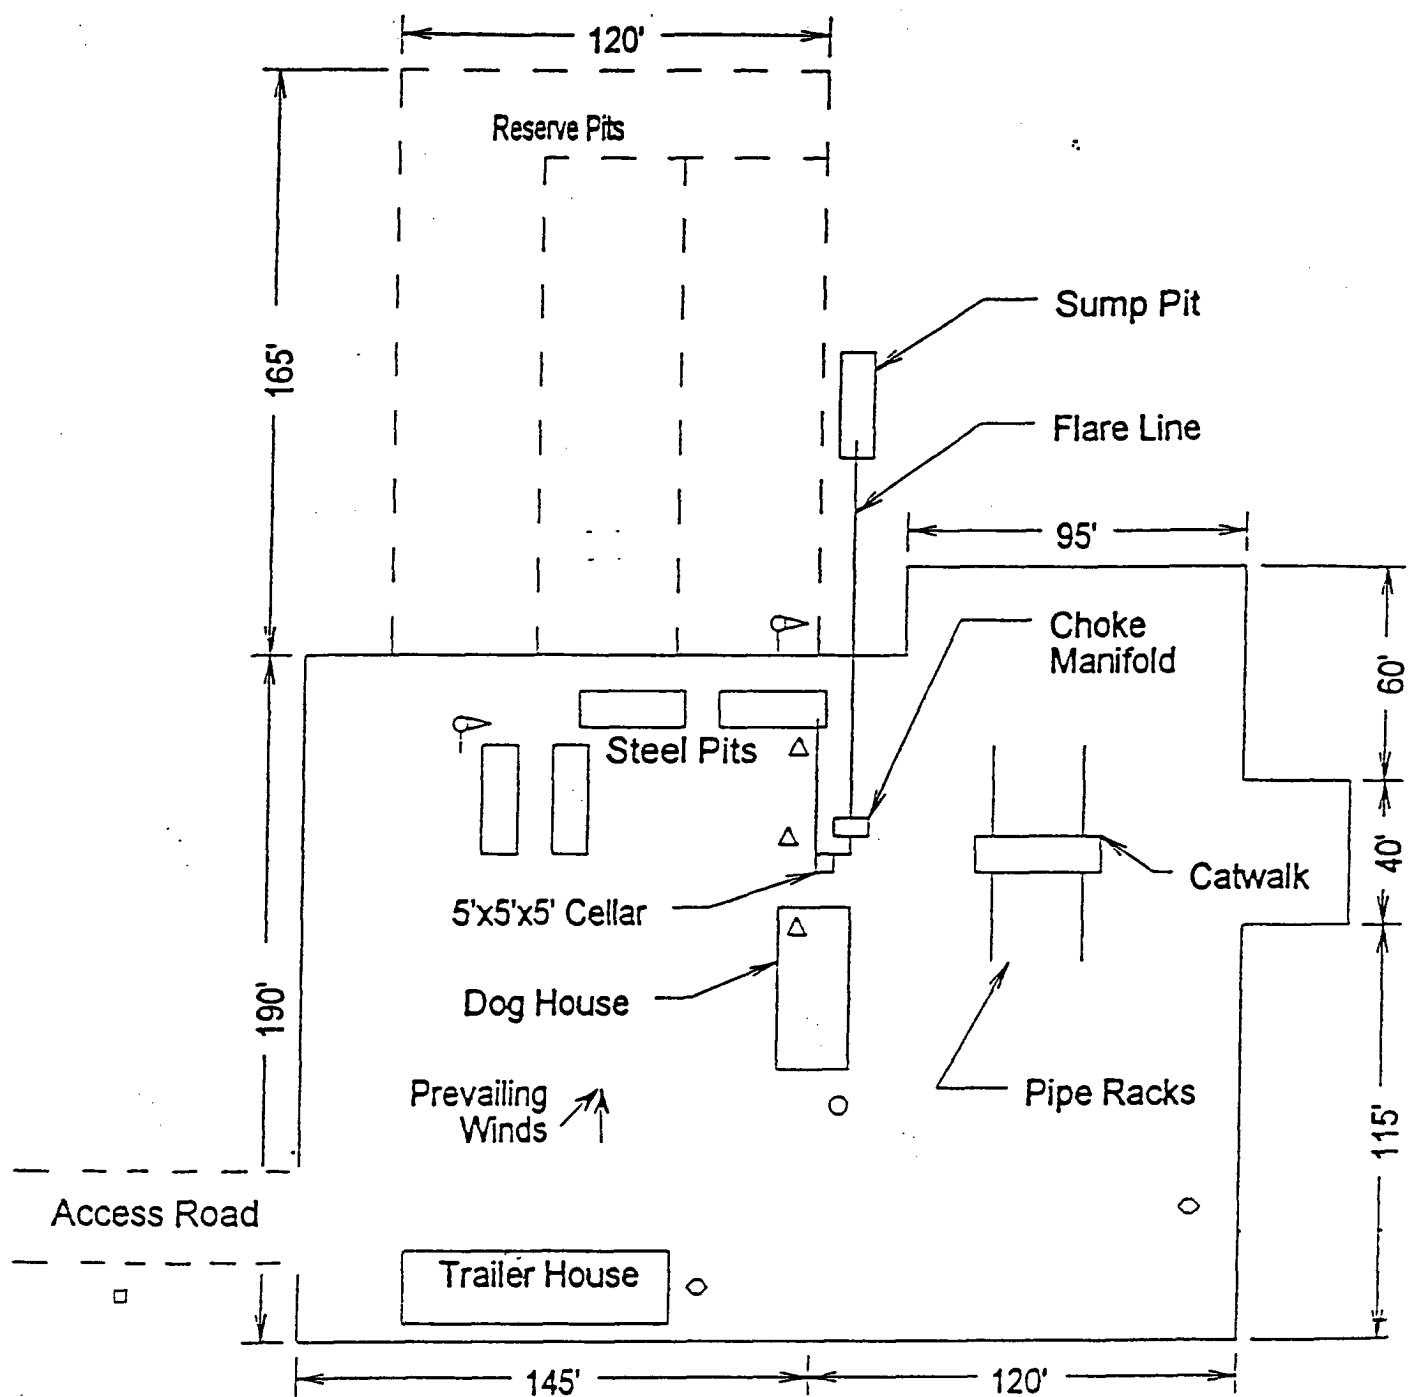 120'
Reserve Pits
Sump Pit
165'
Flare Line
95'
Choke
Manifold
60'
Steel Pits
40'
Catwalk
5'x5'x5' Cellar
190'
Dog House
Prevailing
Winds
Pipe Racks
115'
Access Road
Trailer House
145'
120'